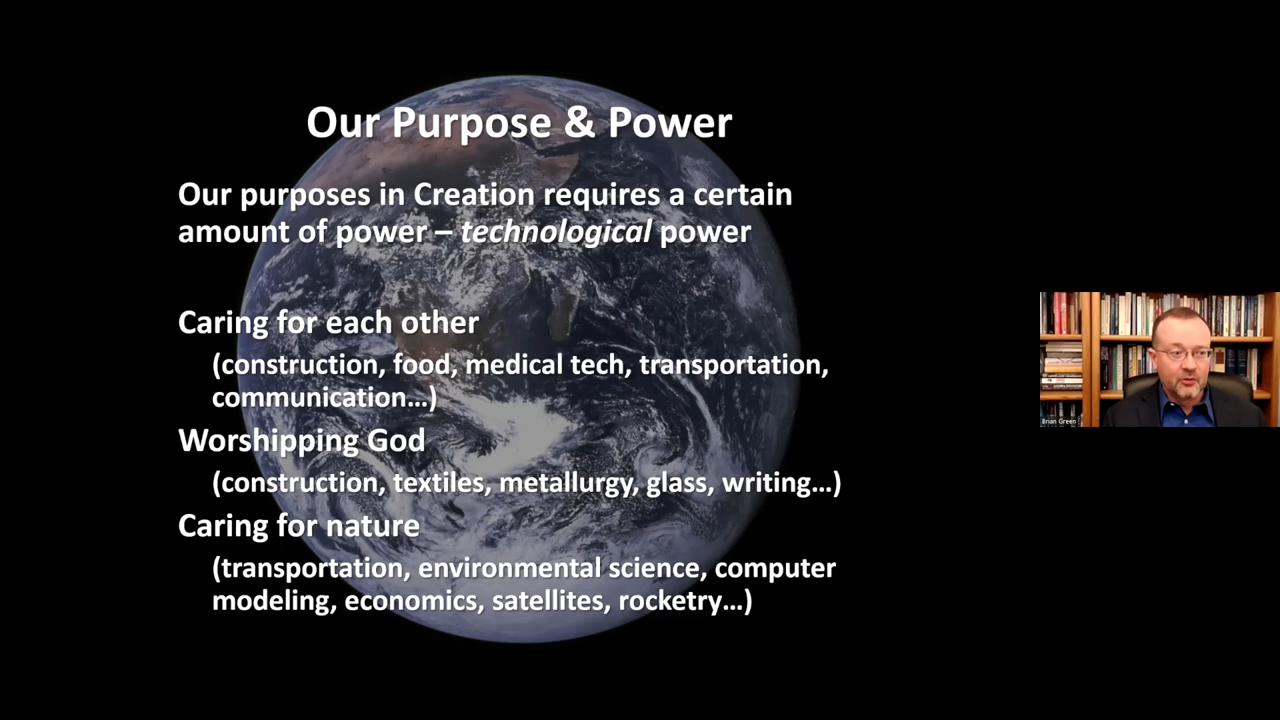 Our Purpose & Power
Our purposes in Creation requires a certain
amount of power – technological power
Caring for each other
(construction, food, medical tech, transportation,
communication…)
Worshipping God
(construction, textiles, metallurgy, glass, writing…)
Caring for nature
(transportation, environmental science, computer
modeling, economics, satellites, rocketry…)
Brian Green